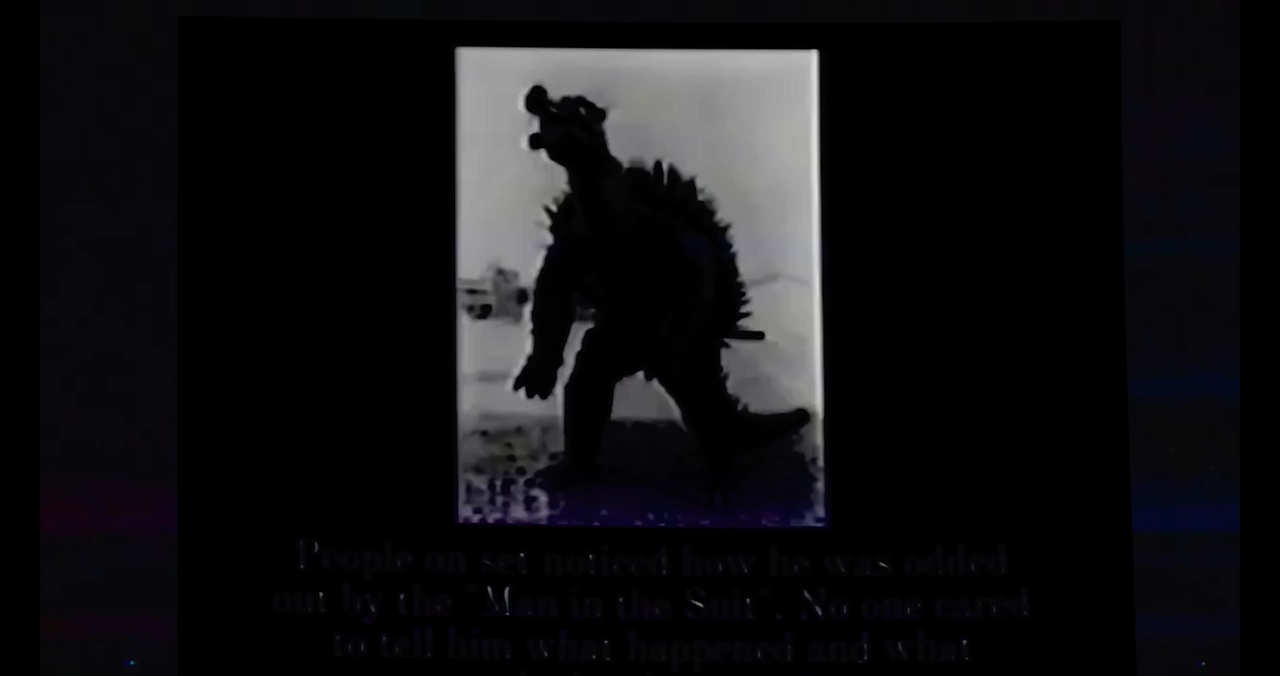 People on set noticed how he was odded
out by the "Man in the Suit". No one cared
to tell him what happened and what